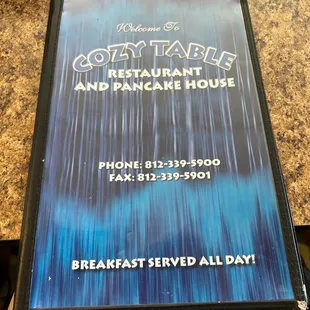 Welcome To
COZY TABLE
RESTAURANT
AND PANCAKE HOUSE
PHONE: 812-339-5900
FAX: 812-339-5901
BREAKFAST SERVED ALL DAY!